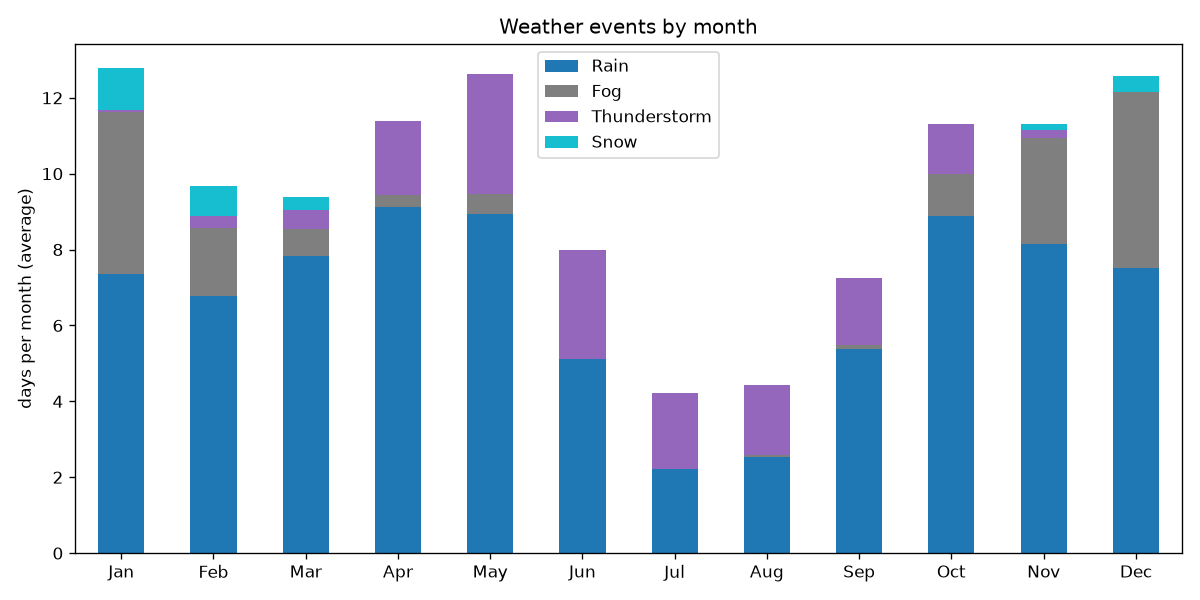 Weather events by month
Rain
Fog
Thunderstorm
Snow
days per month (average)
12
10
8
6
4
2
0
Jan Feb Mar Apr May Jun Jul Aug Sep Oct Nov Dec